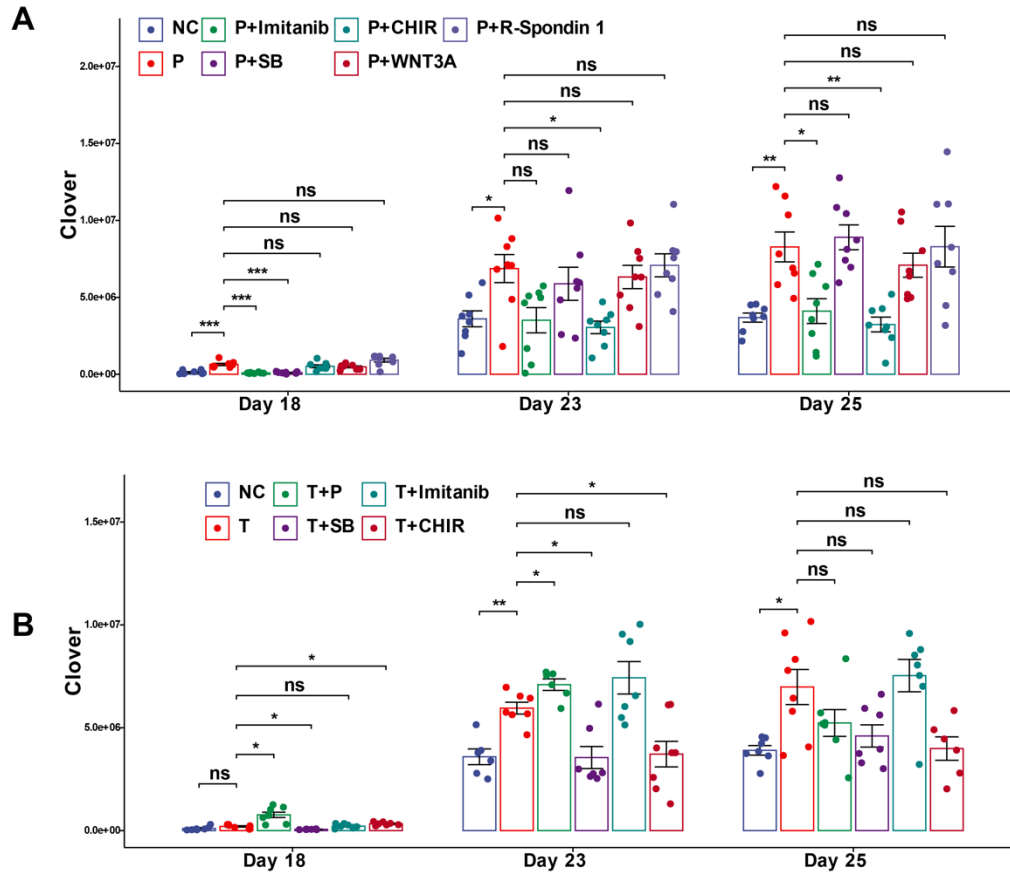 A
NC P+Imitanib P+CHIR P+R-Spondin 1
P P+SB P+WNT3A
Clover
2.0e+07
1.5e+07
1.0e+07
5.0e+06
0.0e+00
ns
ns
ns
***
***
***
ns
ns
*
ns
ns
*
ns
ns
**
ns
*
**
Day 18 Day 23 Day 25
B
NC T+P T+Imitanib
T T+SB T+CHIR
Clover
1.5e+07
1.0e+07
5.0e+06
0.0e+00
*
ns
*
*
ns
*
ns
*
*
**
ns
ns
ns
ns
*
Day 18 Day 23 Day 25